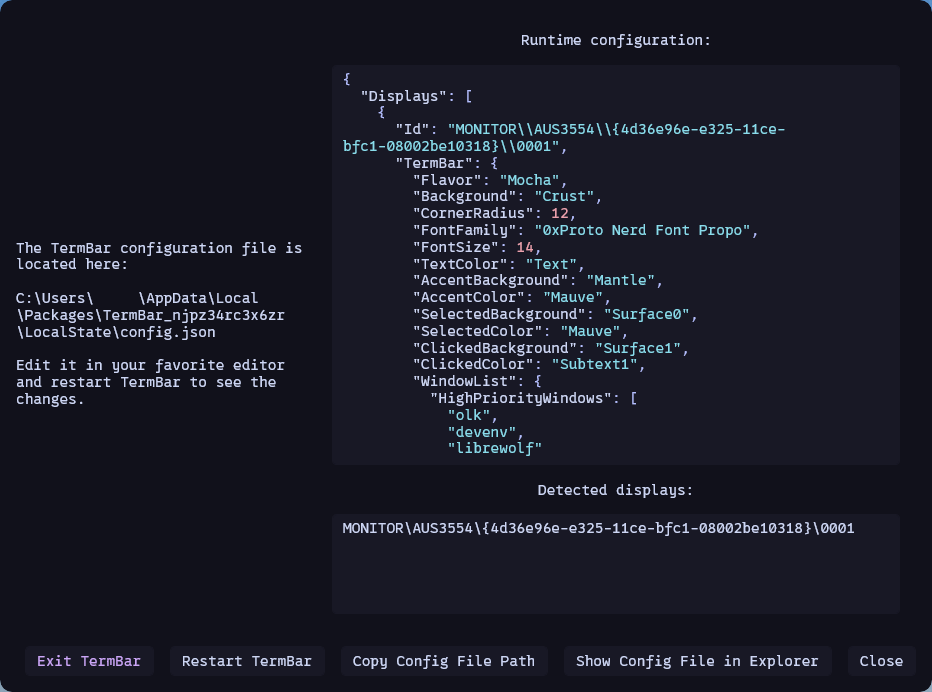 Runtime configuration:
{
"Displays": [
{
"Id": "MONITOR\\AUS3554\\{4d36e96e-e325-11ce-
bfc1-08002be10318}\\0001",
"TermBar": {
"Flavor": "Mocha",
"Background": "Crust",
"CornerRadius": 12,
"FontFamily": "0xProto Nerd Font Propo",
"FontSize": 14,
"TextColor": "Text",
"AccentBackground": "Mantle",
"AccentColor": "Mauve",
"SelectedBackground": "Surface0",
"SelectedColor": "Mauve",
"ClickedBackground": "Surface1",
"ClickedColor": "Subtext1",
"WindowList": {
"HighPriorityWindows": [
"olk",
"devenv",
"librewolf"
The TermBar configuration file is
located here:
C:\Users\ \AppData\Local
\Packages\TermBar_njpz34rc3x6zr
\LocalState\config.json
Edit it in your favorite editor
and restart TermBar to see the
changes.
Detected displays:
MONITOR\AUS3554\{4d36e96e-e325-11ce-bfc1-08002be10318}\0001
Exit TermBar
Restart TermBar
Copy Config File Path
Show Config File in Explorer
Close